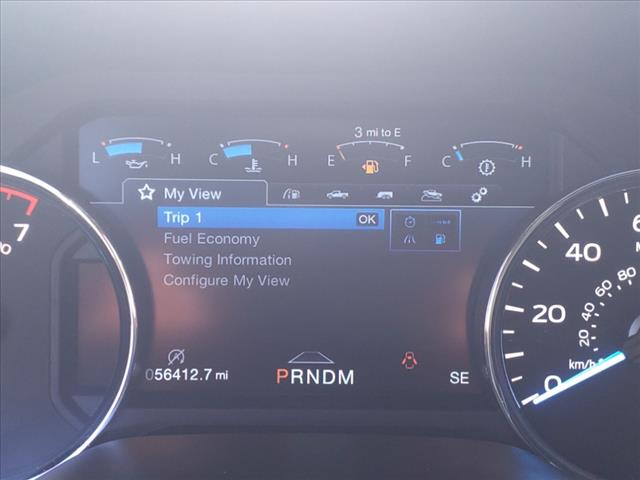 3 mi to E
L H C H E F C H
My View
Trip 1 OK
Fuel Economy
Towing Information
Configure My View
056412.7 mi PRNDM SE
7
40
20
0
80
60
40
20
km/h